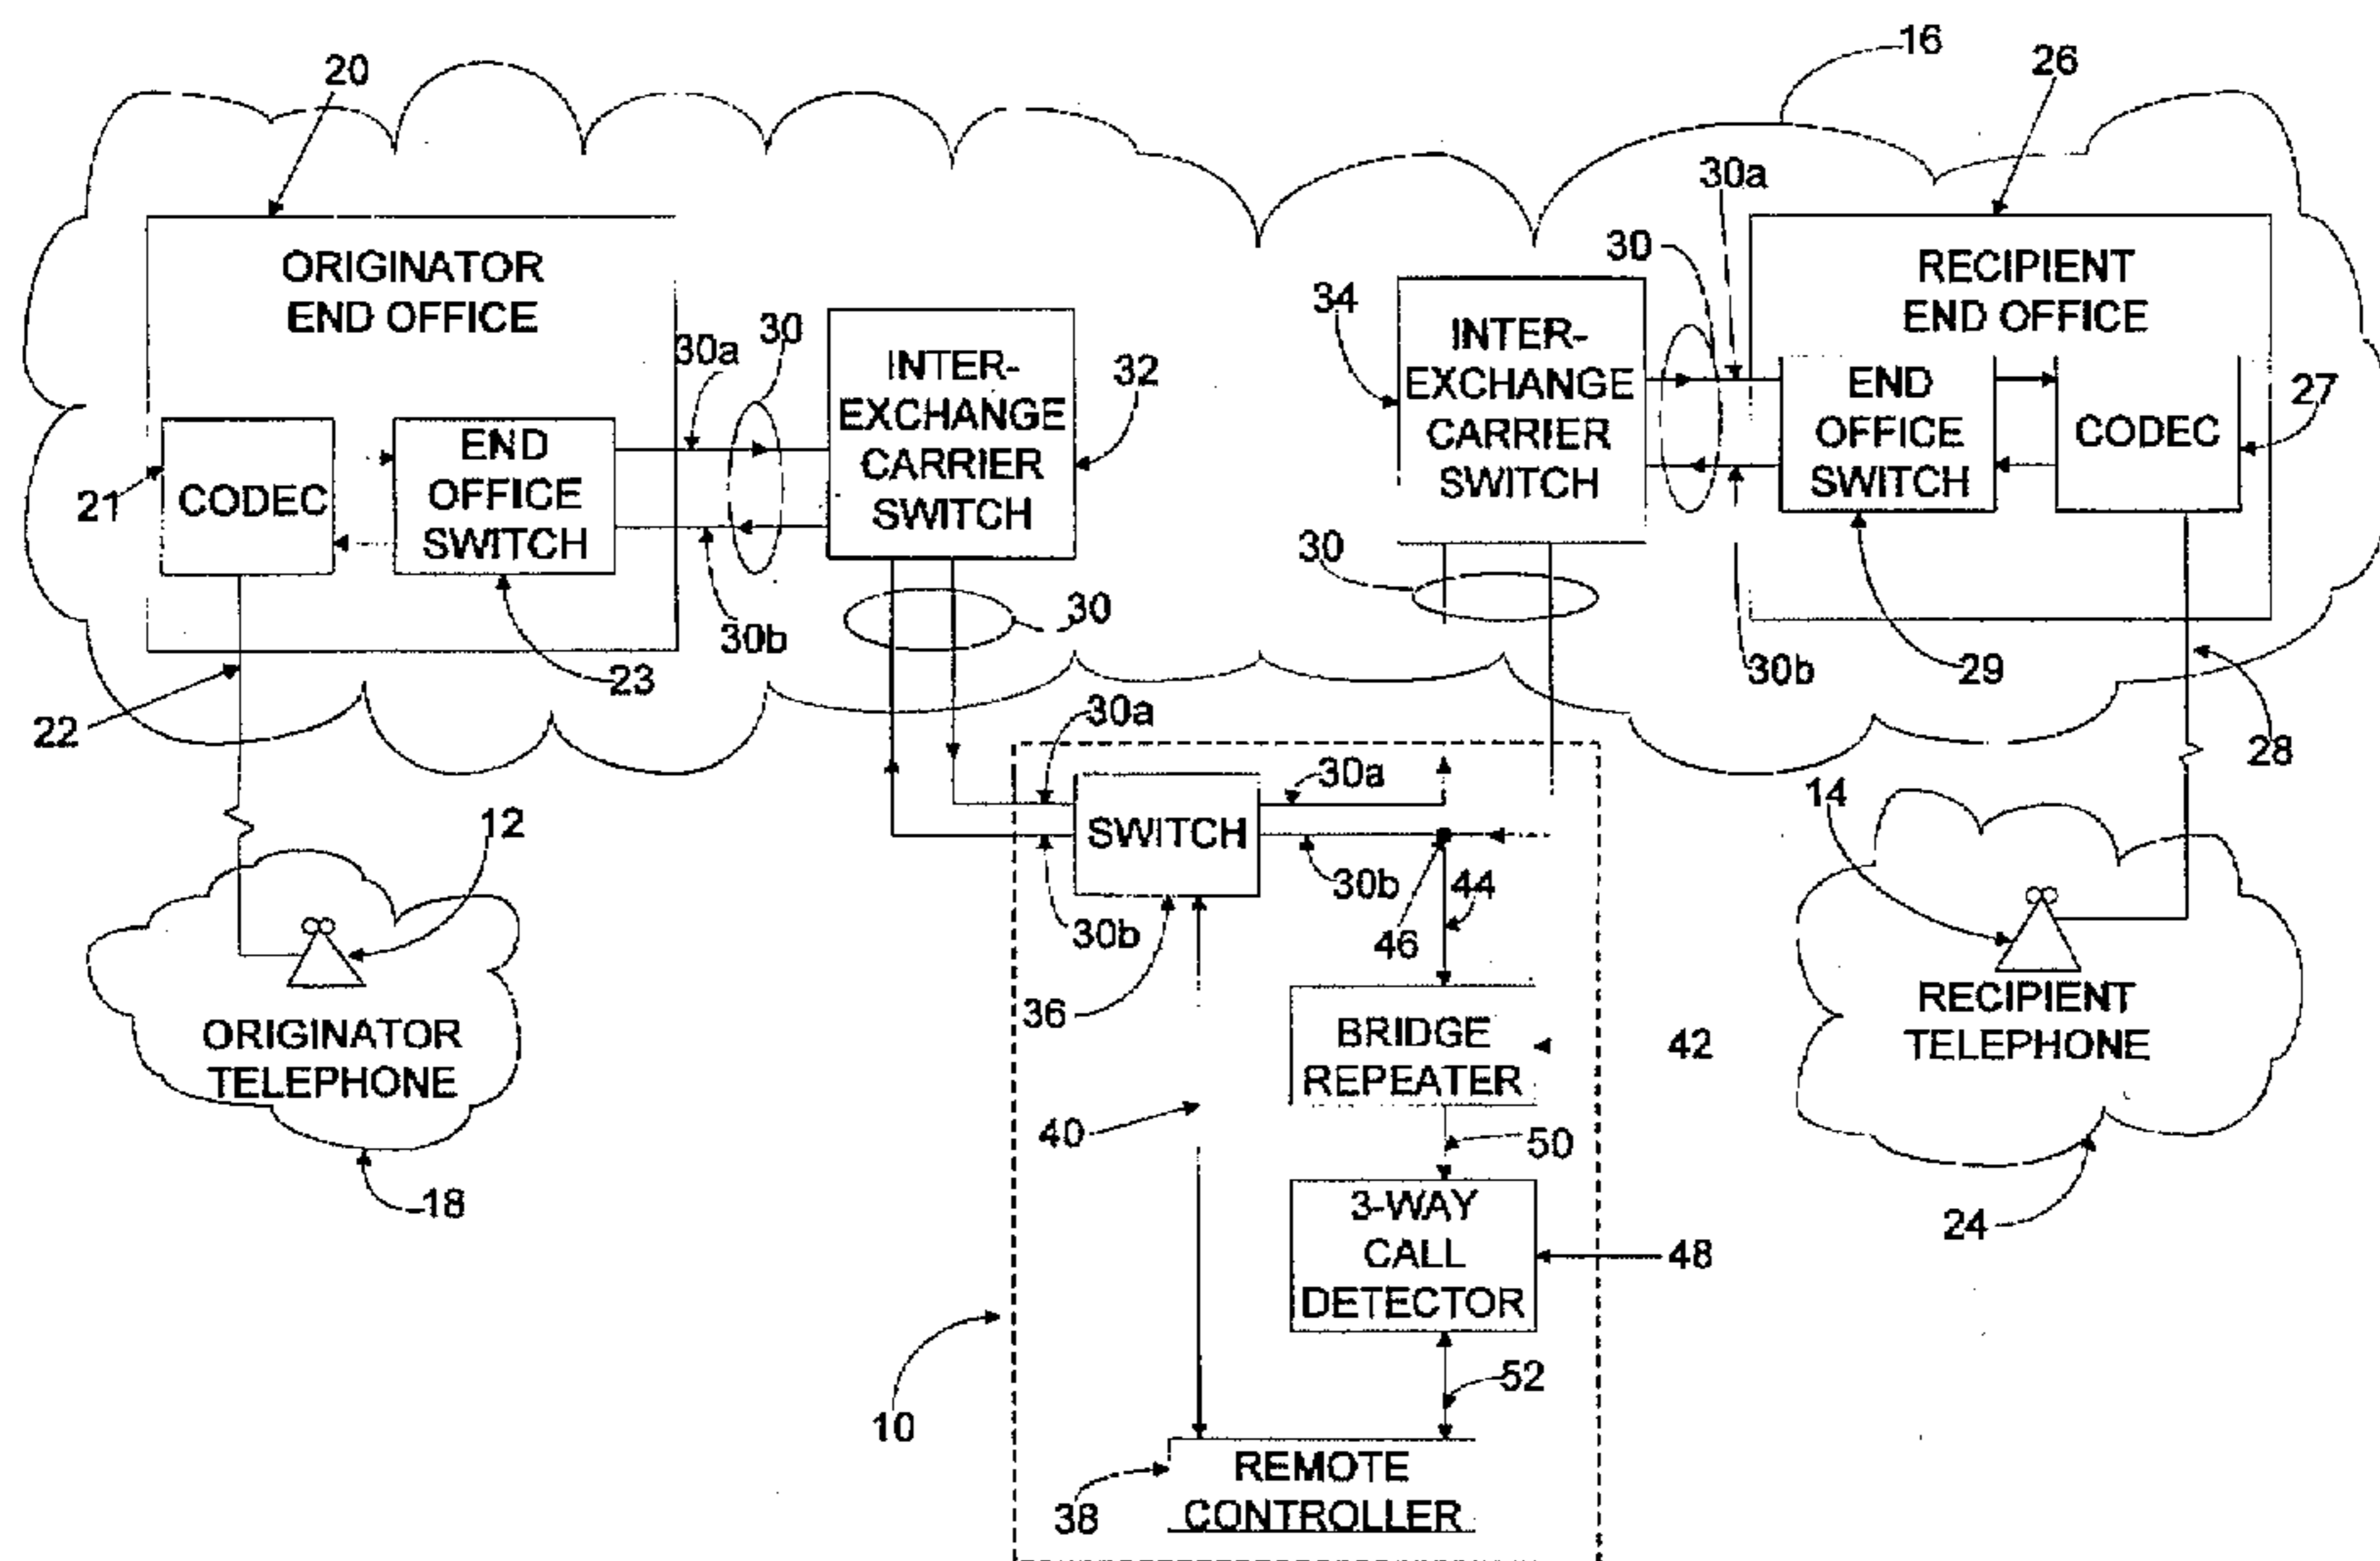 16
20
26
30a
30
ORIGINATOR
END OFFICE
RECIPIENT
END OFFICE
34
30
30a
INTER-
EXCHANGE
CARRIER
SWITCH
32
INTER-
EXCHANGE
CARRIER
SWITCH
END
OFFICE
SWITCH
CODEC
27
21
CODEC
END
OFFICE
SWITCH
30
30
30b
23
30b
29
22
28
30a
30a
14
12
SWITCH
30b
44
30b
46
36
ORIGINATOR
TELEPHONE
BRIDGE
REPEATER
42
RECIPIENT
TELEPHONE
40
50
18
3-WAY
CALL
DETECTOR
48
24
10
52
38
REMOTE
CONTROLLER